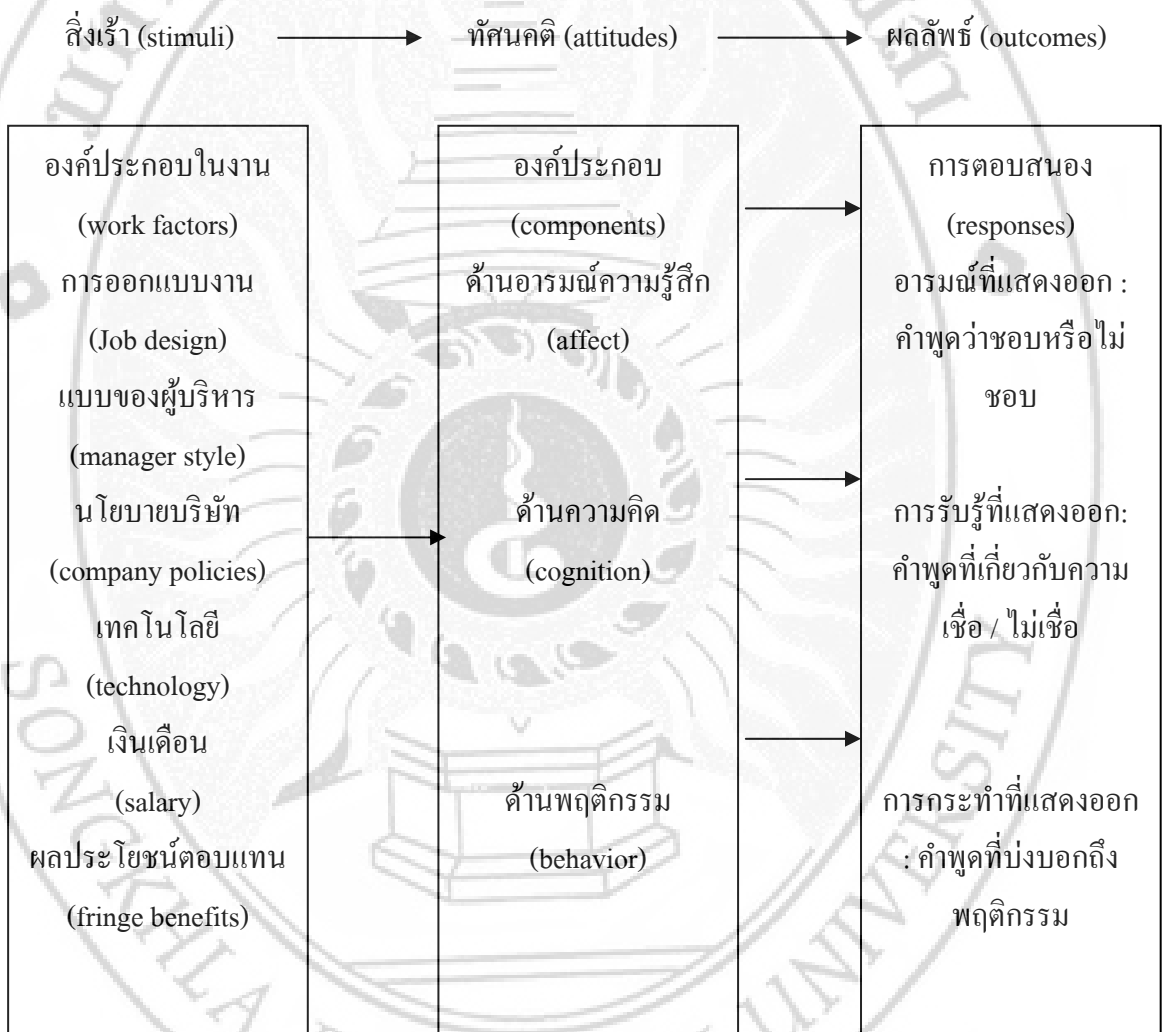 สิ่งเร้า (stimuli) ทัศนคติ (attitudes) ผลลัพธ์ (outcomes)
องค์ประกอบในงาน
(work factors)
การออกแบบงาน
(Job design)
แบบของผู้บริหาร
(manager style)
นโยบายบริษัท
(company policies)
เทคโนโลยี
(technology)
เงินเดือน
(salary)
ผลประโยชน์ตอบแทน
(fringe benefits)
องค์ประกอบ
(components)
ด้านอารมณ์ความรู้สึก
(affect)
ด้านความคิด
(cognition)
ด้านพฤติกรรม
(behavior)
การตอบสนอง
(responses)
อารมณ์ที่แสดงออก :
คำพูดว่าชอบหรือไม่
ชอบ
การรับรู้ที่แสดงออก:
คำพูดที่เกี่ยวกับความ
เชื่อ / ไม่เชื่อ
การกระทำที่แสดงออก
: คำพูดที่บ่งบอกถึง
พฤติกรรม
SONGKHLA
UNIVERSITY